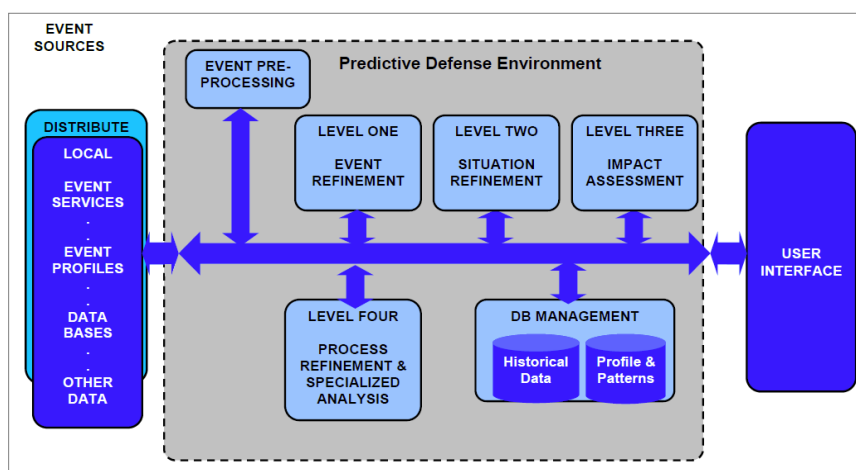 EVENT
SOURCES
Predictive Defense Environment
EVENT PRE-
PROCESSING
DISTRIBUTE
LOCAL
EVENT
SERVICES
.
.
EVENT
PROFILES
.
.
DATA
BASES
.
.
OTHER
DATA
LEVEL ONE
EVENT
REFINEMENT
LEVEL TWO
SITUATION
REFINEMENT
LEVEL THREE
IMPACT
ASSESSMENT
USER
INTERFACE
LEVEL FOUR
PROCESS
REFINEMENT &
SPECIALIZED
ANALYSIS
DB MANAGEMENT
Historical
Data
Profile &
Patterns